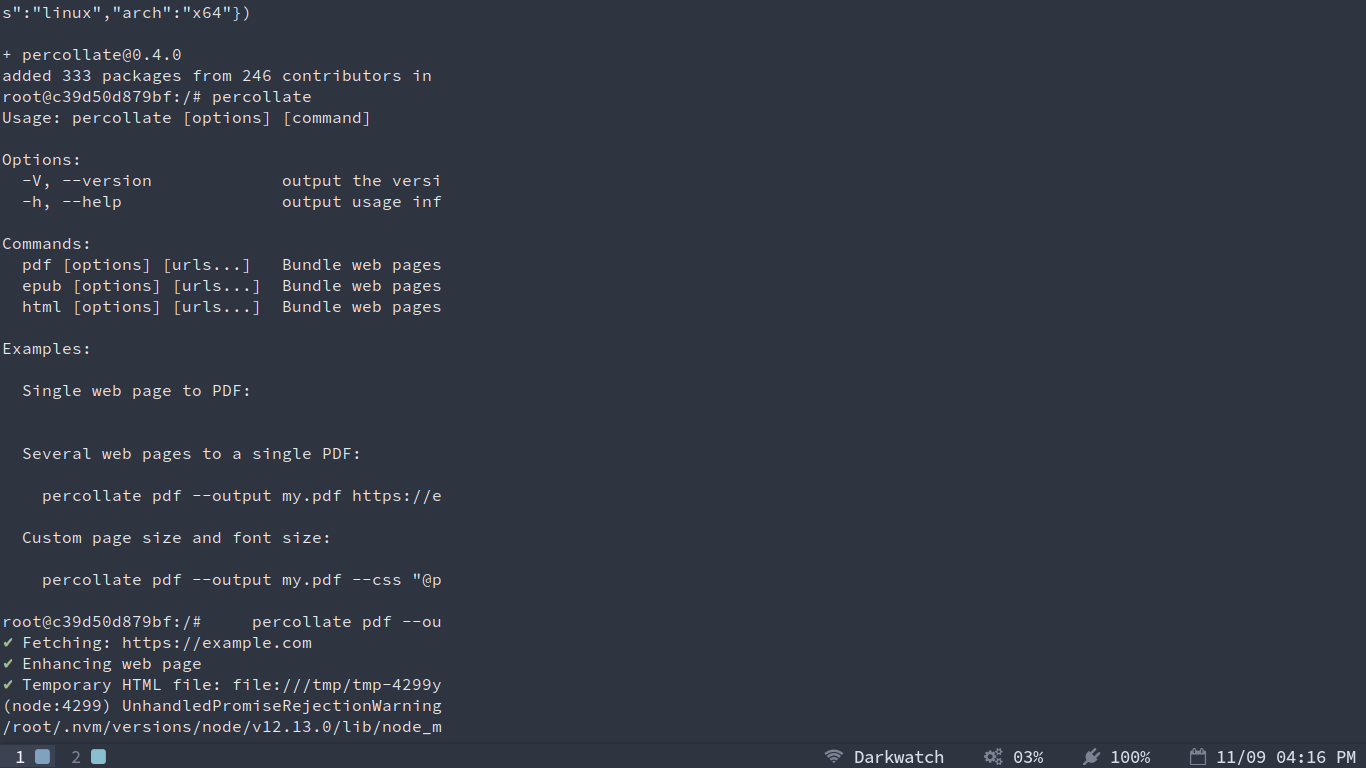 s":"linux","arch":"x64"})
+ percollate@0.4.0
added 333 packages from 246 contributors in
root@c39d50d879bf:/# percollate
Usage: percollate [options] [command]
Options:
-V, --version output the versi
-h, --help output usage inf
Commands:
pdf [options] [urls...] Bundle web pages
epub [options] [urls...] Bundle web pages
html [options] [urls...] Bundle web pages
Examples:
Single web page to PDF:
Several web pages to a single PDF:
percollate pdf --output my.pdf https://e
Custom page size and font size:
percollate pdf --output my.pdf --css "@p
root@c39d50d879bf:/# percollate pdf --ou
✔ Fetching: https://example.com
✔ Enhancing web page
✔ Temporary HTML file: file:///tmp/tmp-4299y
(node:4299) UnhandledPromiseRejectionWarning
/root/.nvm/versions/node/v12.13.0/lib/node_m
1 2 Darkwatch 03% 100% 11/09 04:16 PM